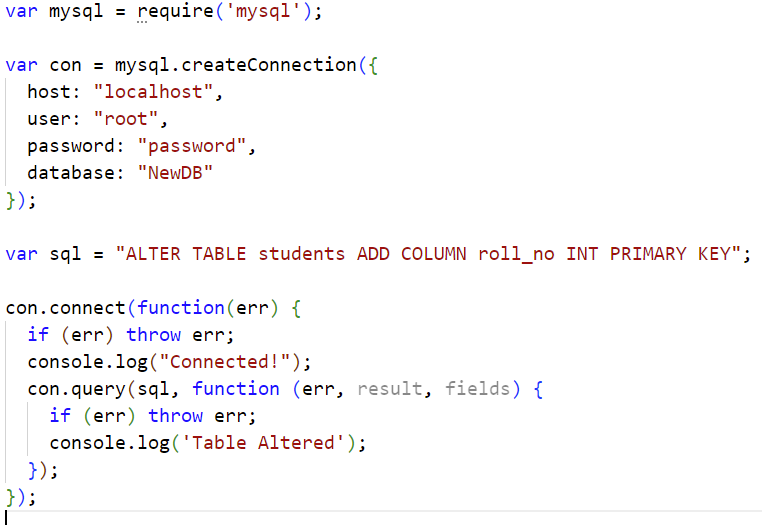 var mysql = require('mysql');
var con = mysql.createConnection({
  host: "localhost",
  user: "root",
  password: "password",
  database: "NewDB"
});
var sql = "ALTER TABLE students ADD COLUMN roll_no INT PRIMARY KEY";
con.connect(function(err) {
  if (err) throw err;
  console.log("Connected!");
  con.query(sql, function (err, result, fields) {
    if (err) throw err;
    console.log('Table Altered');
  });
});